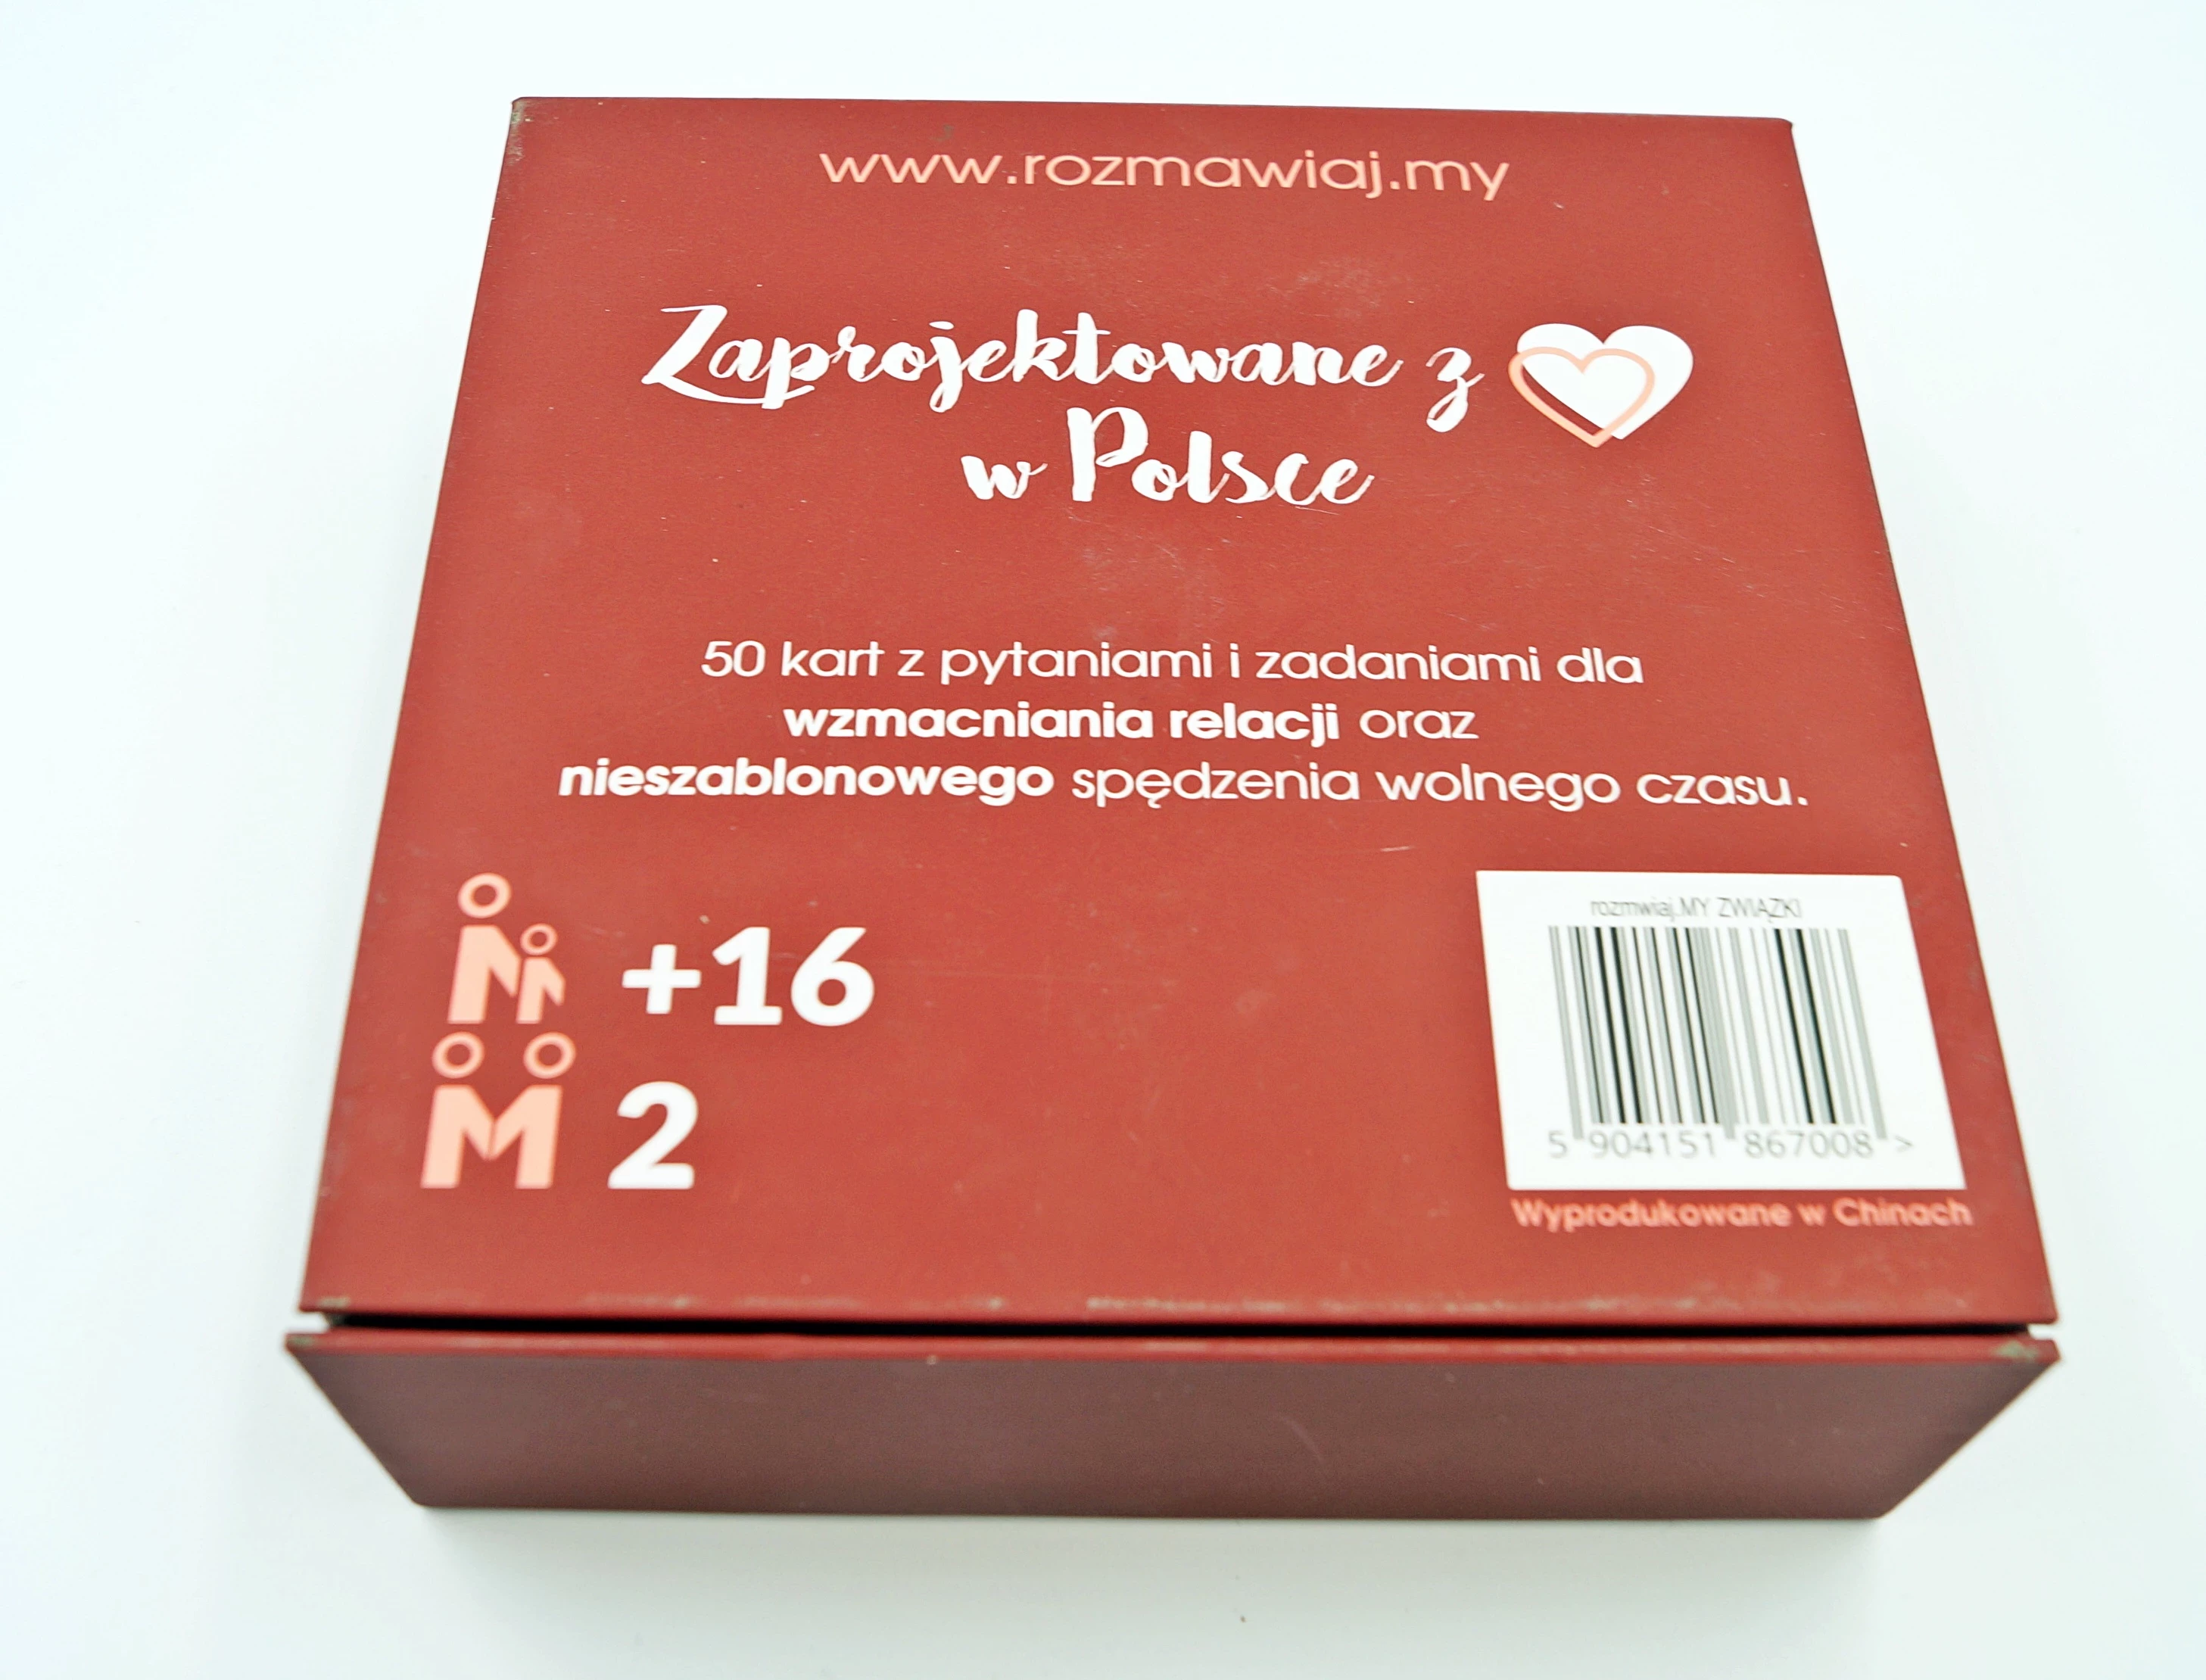 www.rozmawiaj.my
Zaprojektowane z
w Polsce
50 kart z pytaniami i zadaniami dla
wzmacniania relacji oraz
nieszablonowego spędzenia wolnego czasu.
+16
2
rozmwiaj.MY ZWIĄZKI
5 904151 867008 >
Wyprodukowane w Chinach